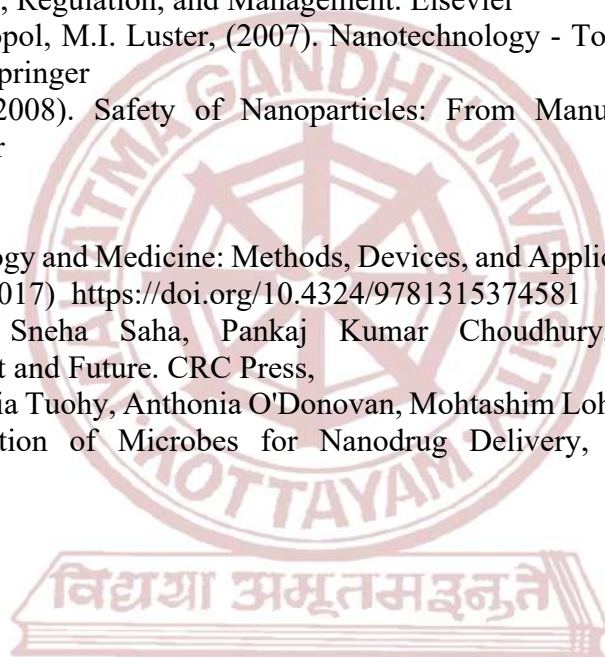 , Regulation, and Management. Elsevier
opol, M.I. Luster, (2007). Nanotechnology - To
pringer
2008). Safety of Nanoparticles: From Manu
r
ogy and Medicine: Methods, Devices, and Applic
017) https://doi.org/10.4324/9781315374581
Sneha Saha, Pankaj Kumar Choudhury,
t and Future. CRC Press,
ia Tuohy, Anthonia O'Donovan, Mohtashim Loh
tion of Microbes for Nanodrug Delivery,
MAHATMA GANDHI UNIVERSITY
KOTTAYAM
विद्यया अमृतमश्नुते